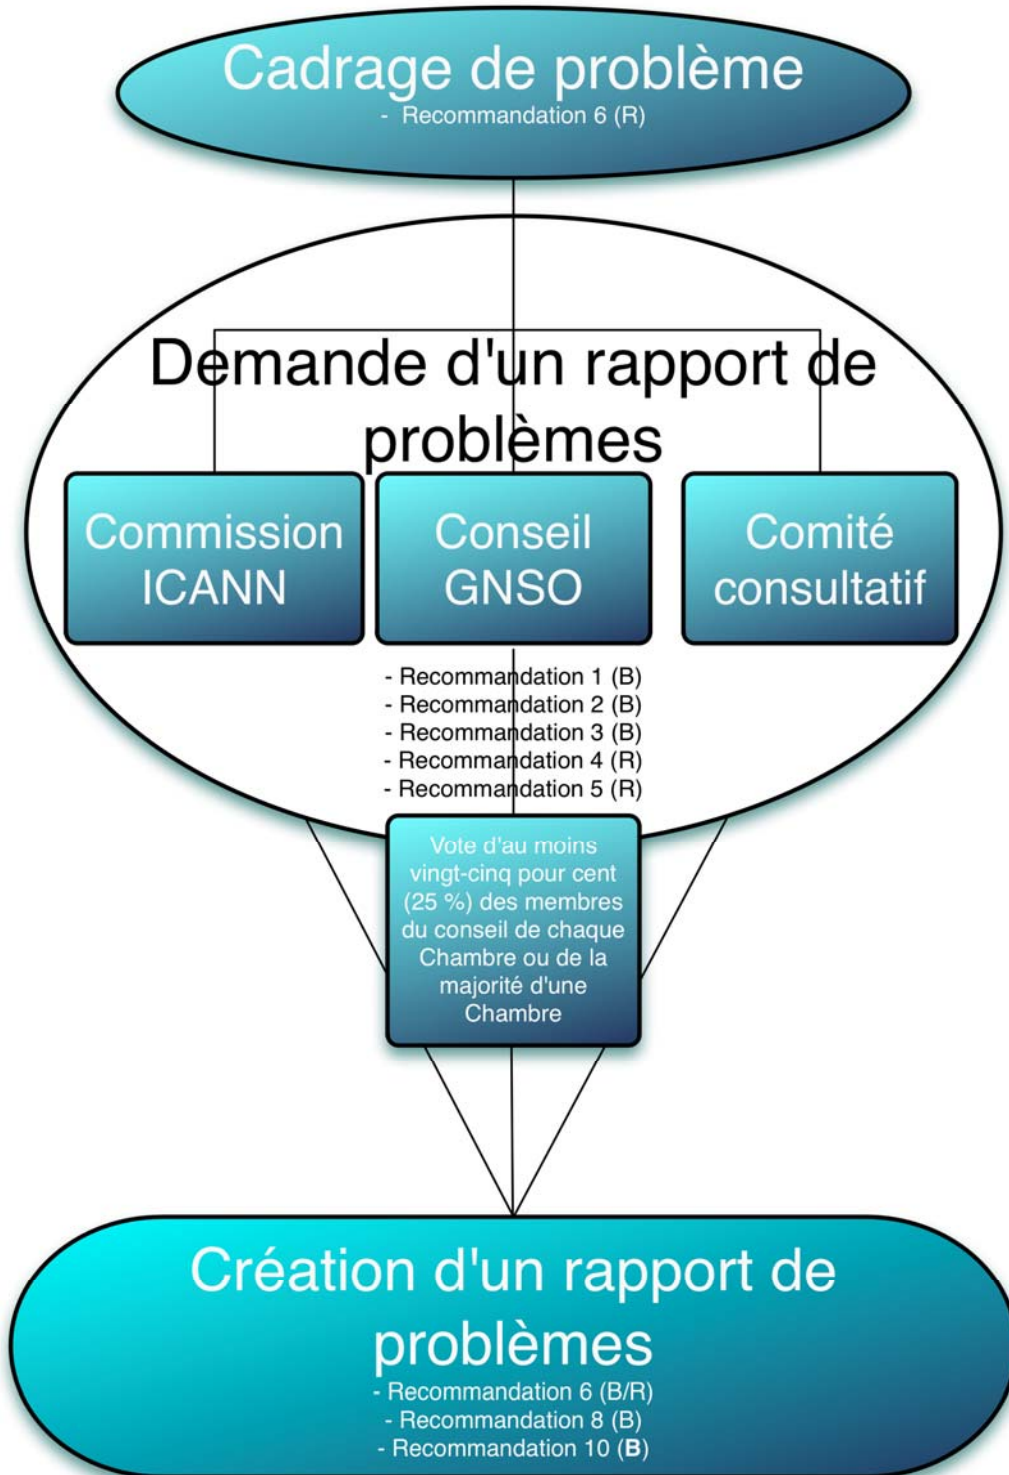 Cadrage de problème
- Recommandation 6 (R)
Demande d'un rapport de
problèmes
Commission
ICANN
Conseil
GNSO
Comité
consultatif
- Recommandation 1 (B)
- Recommandation 2 (B)
- Recommandation 3 (B)
- Recommandation 4 (R)
- Recommandation 5 (R)
Vote d'au moins
vingt-cinq pour cent
(25 %) des membres
du conseil de chaque
Chambre ou de la
majorité d'une
Chambre
Création d'un rapport de
problèmes
- Recommandation 6 (B/R)
- Recommandation 8 (B)
- Recommandation 10 (B)